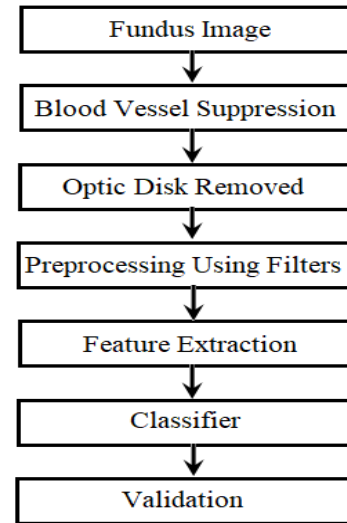 Fundus Image
Blood Vessel Suppression
Optic Disk Removed
Preprocessing Using Filters
Feature Extraction
Classifier
Validation